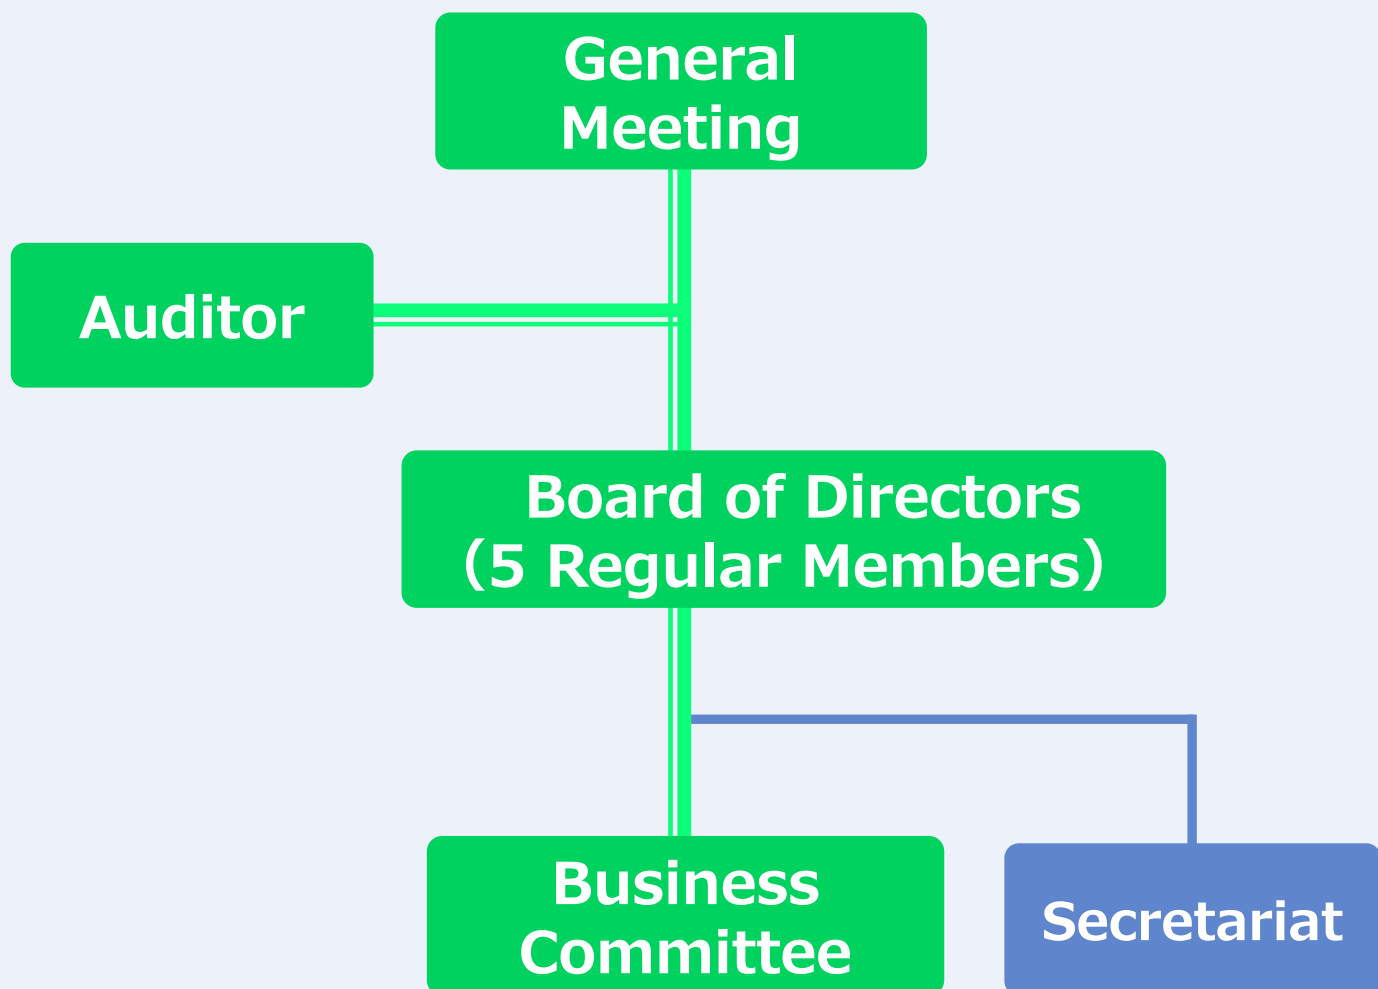 General
Meeting
Auditor
Board of Directors
（5 Regular Members）
Business
Committee
Secretariat